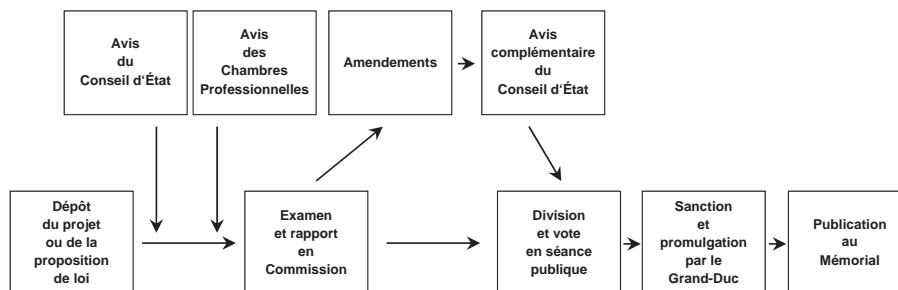 Avis
du
Conseil d‘État
Avis
des
Chambres
Professionnelles
Amendements
Avis
complémentaire
du
Conseil d‘État
Dépôt
du projet
ou de la
proposition
de loi
Examen
et rapport
en
Commission
Division
et vote
en séance
publique
Sanction
et
promulgation
par le
Grand-Duc
Publication
au
Mémorial